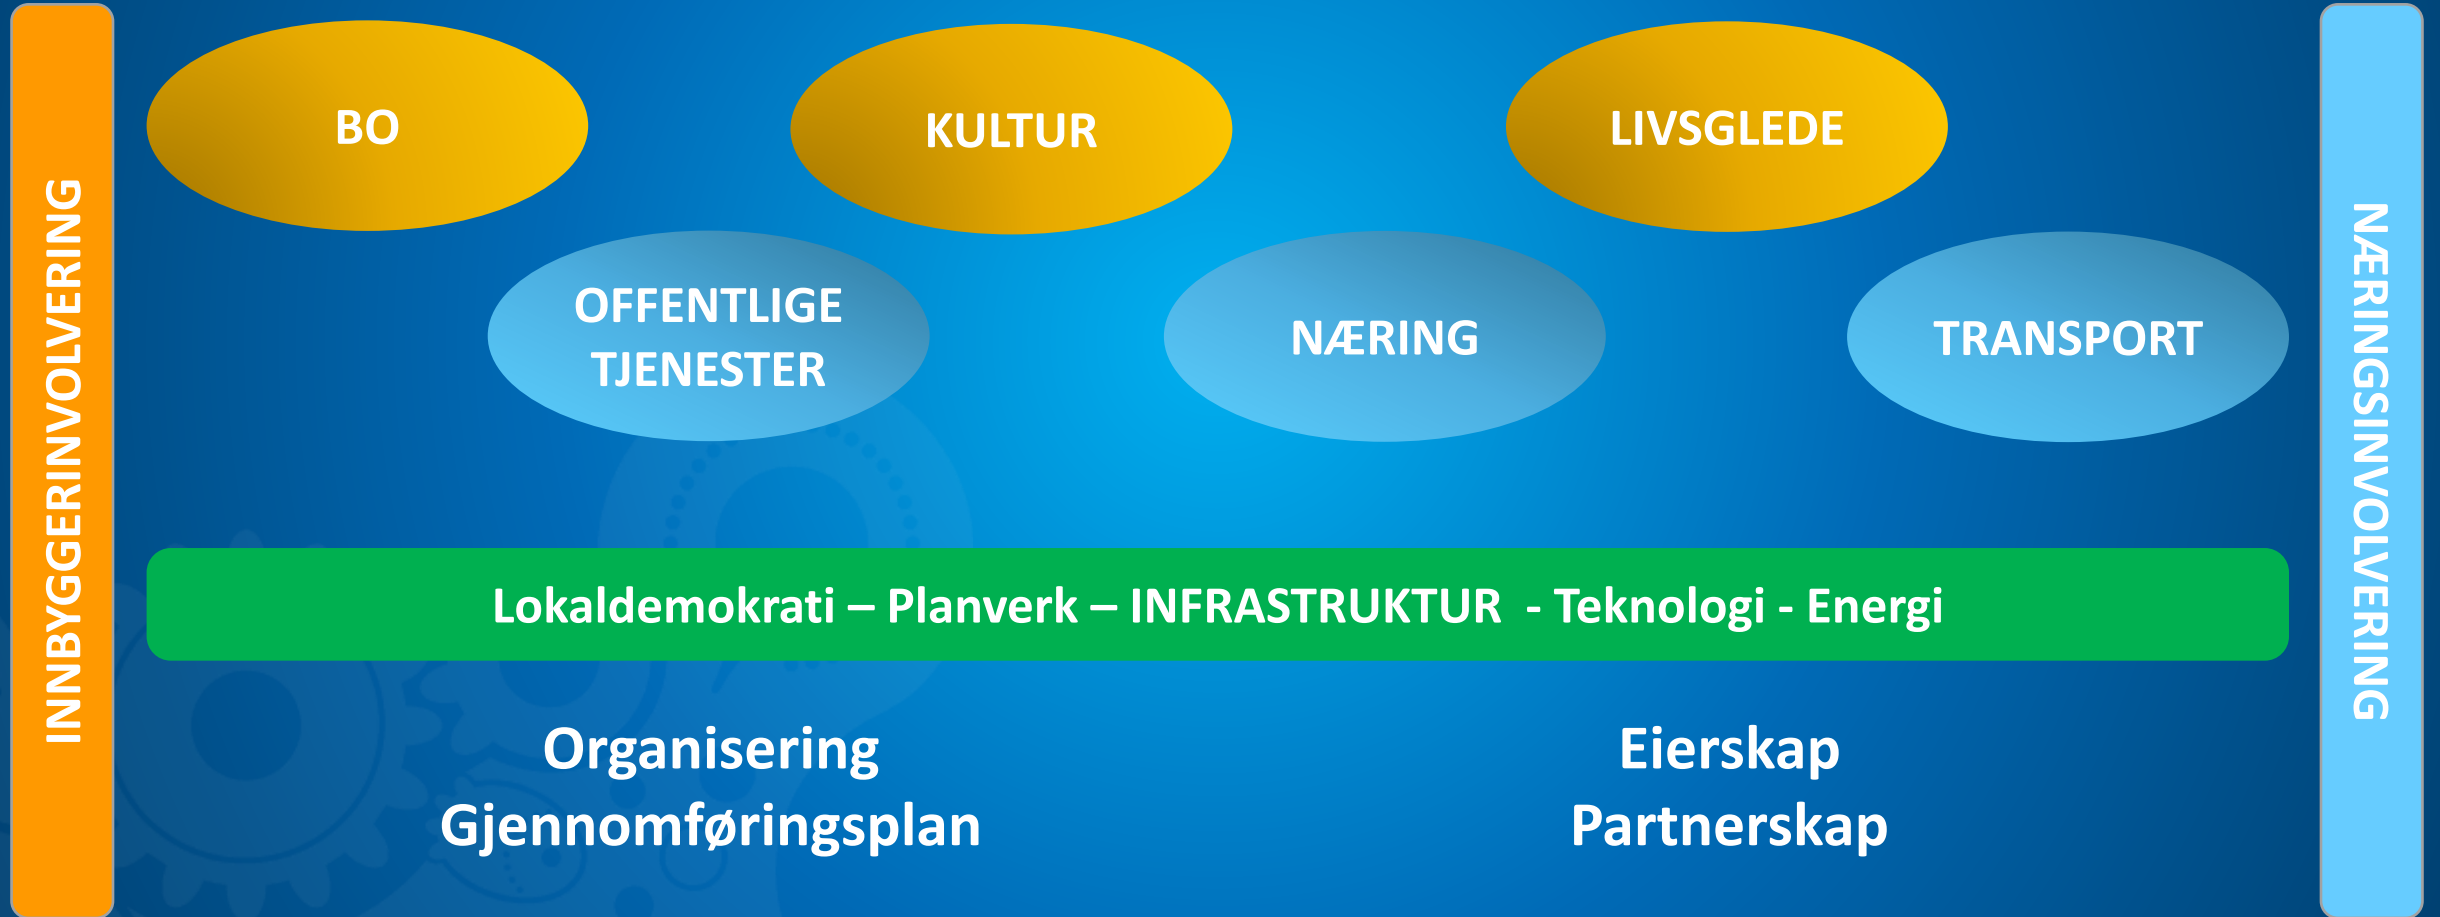 INNBYGGERINVOLVERING
BO
KULTUR
LIVSGLEDE
OFFENTLIGE
TJENESTER
NÆRING
TRANSPORT
Lokaldemokrati – Planverk – INFRASTRUKTUR  - Teknologi - Energi
Organisering
Gjennomføringsplan
Eierskap
Partnerskap
NÆRINGSINVOLVERING